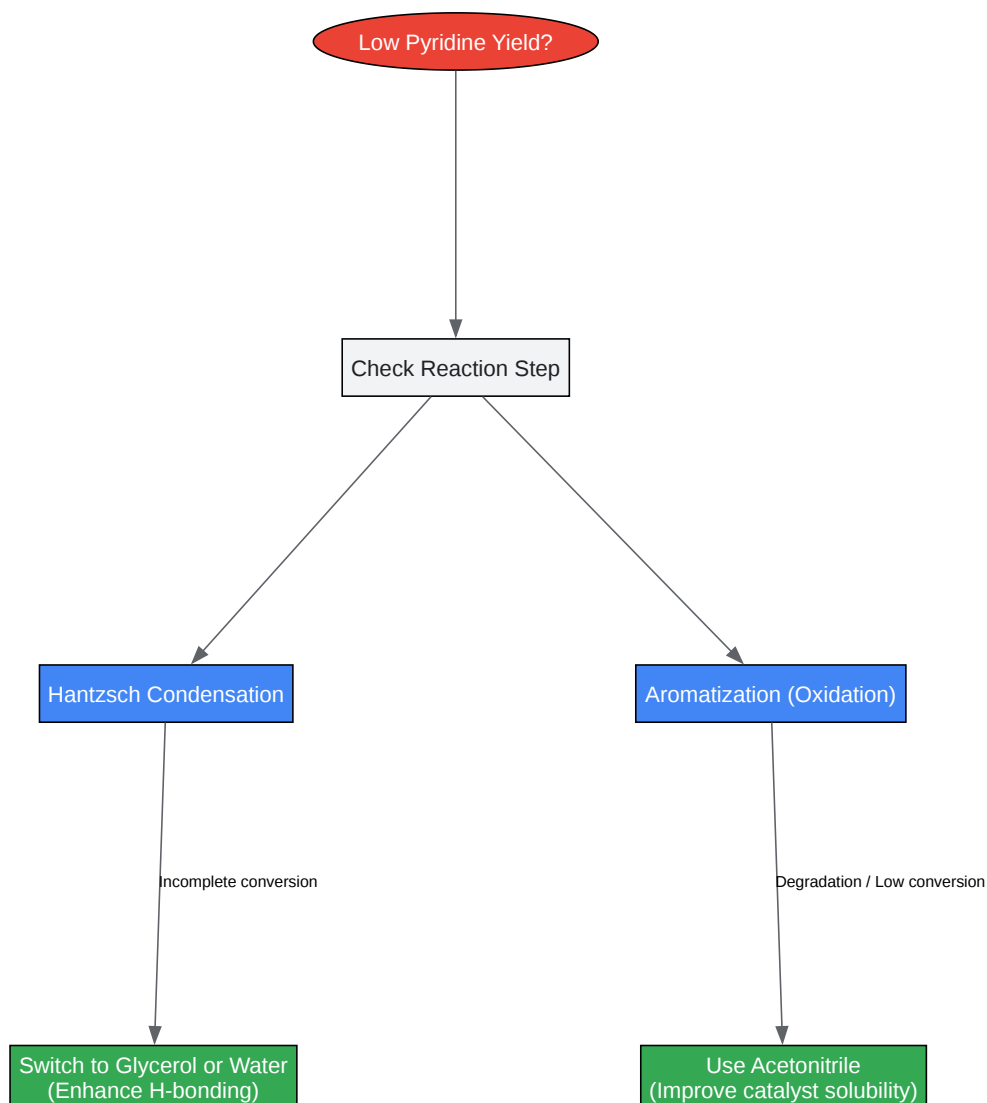 Low Pyridine Yield?
Check Reaction Step
Hantzsch Condensation
Aromatization (Oxidation)
Incomplete conversion
Degradation / Low conversion
Switch to Glycerol or Water
(Enhance H-bonding)
Use Acetonitrile
(Improve catalyst solubility)